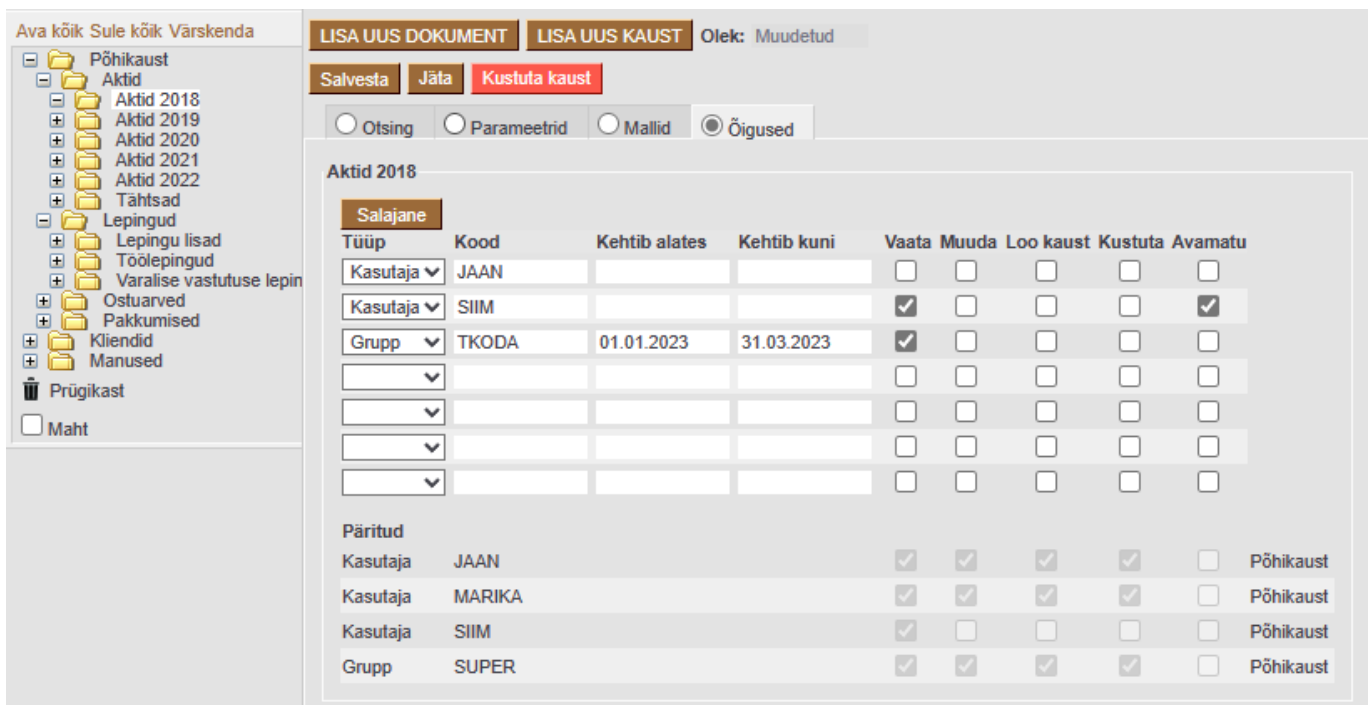 Ava kõik Sule kõik Värskenda
Põhikaust
Aktid
Aktid 2018
Aktid 2019
Aktid 2020
Aktid 2021
Aktid 2022
Tähtsad
Lepingud
Lepingu lisad
Töölepingud
Varalise vastutuse lepin
Ostuarved
Pakkumised
Kliendid
Manused
Prügikast
Maht
LISA UUS DOKUMENT LISA UUS KAUST Olek: Muudetud
Salvesta Jäta Kustuta kaust
Otsing Parameetrid Mallid Õigused
Aktid 2018
Salajane
Tüüp Kood Kehtib alates Kehtib kuni Vaata Muuda Loo kaust Kustuta Avamatu
Kasutaja JAAN
Kasutaja SIIM
Grupp TKODA 01.01.2023 31.03.2023
Päritud
Kasutaja JAAN Põhikaust
Kasutaja MARIKA Põhikaust
Kasutaja SIIM Põhikaust
Grupp SUPER Põhikaust